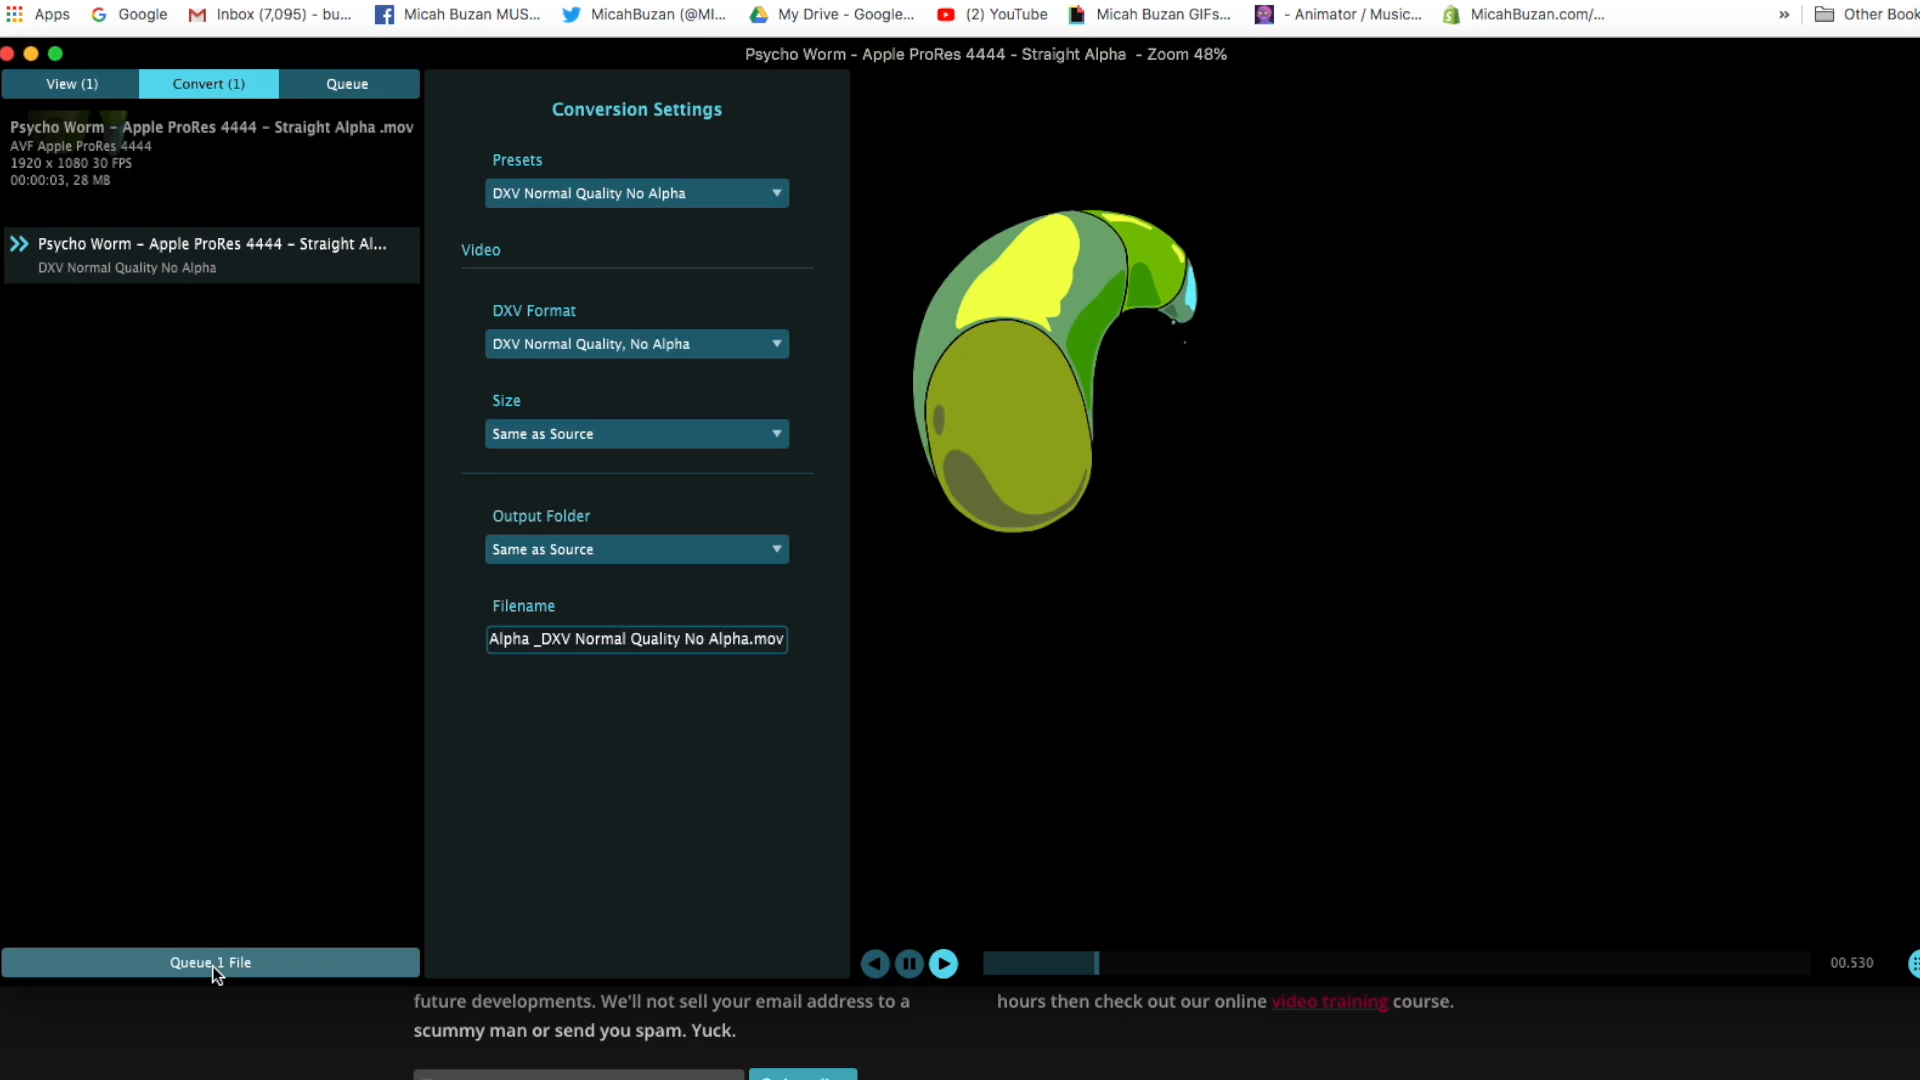 Apps Google Inbox (7,095) - bu... Micah Buzan MUS... MicahBuzan (@MI... My Drive - Google... (2) YouTube Micah Buzan GIFs... - Animator / Music... MicahBuzan.com/... » Other Book
Psycho Worm - Apple ProRes 4444 - Straight Alpha - Zoom 48%
View (1) Convert (1) Queue
Psycho Worm - Apple ProRes 4444 - Straight Alpha .mov
AVF Apple ProRes 4444
1920 x 1080 30 FPS
00:00:03, 28 MB
Psycho Worm - Apple ProRes 4444 - Straight Al...
DXV Normal Quality No Alpha
Queue 1 File
Conversion Settings
Presets
DXV Normal Quality No Alpha
Video
DXV Format
DXV Normal Quality, No Alpha
Size
Same as Source
Output Folder
Same as Source
Filename
Alpha _DXV Normal Quality No Alpha.mov
00.530
future developments. We'll not sell your email address to a
scummy man or send you spam. Yuck.
hours then check out our online video training course.